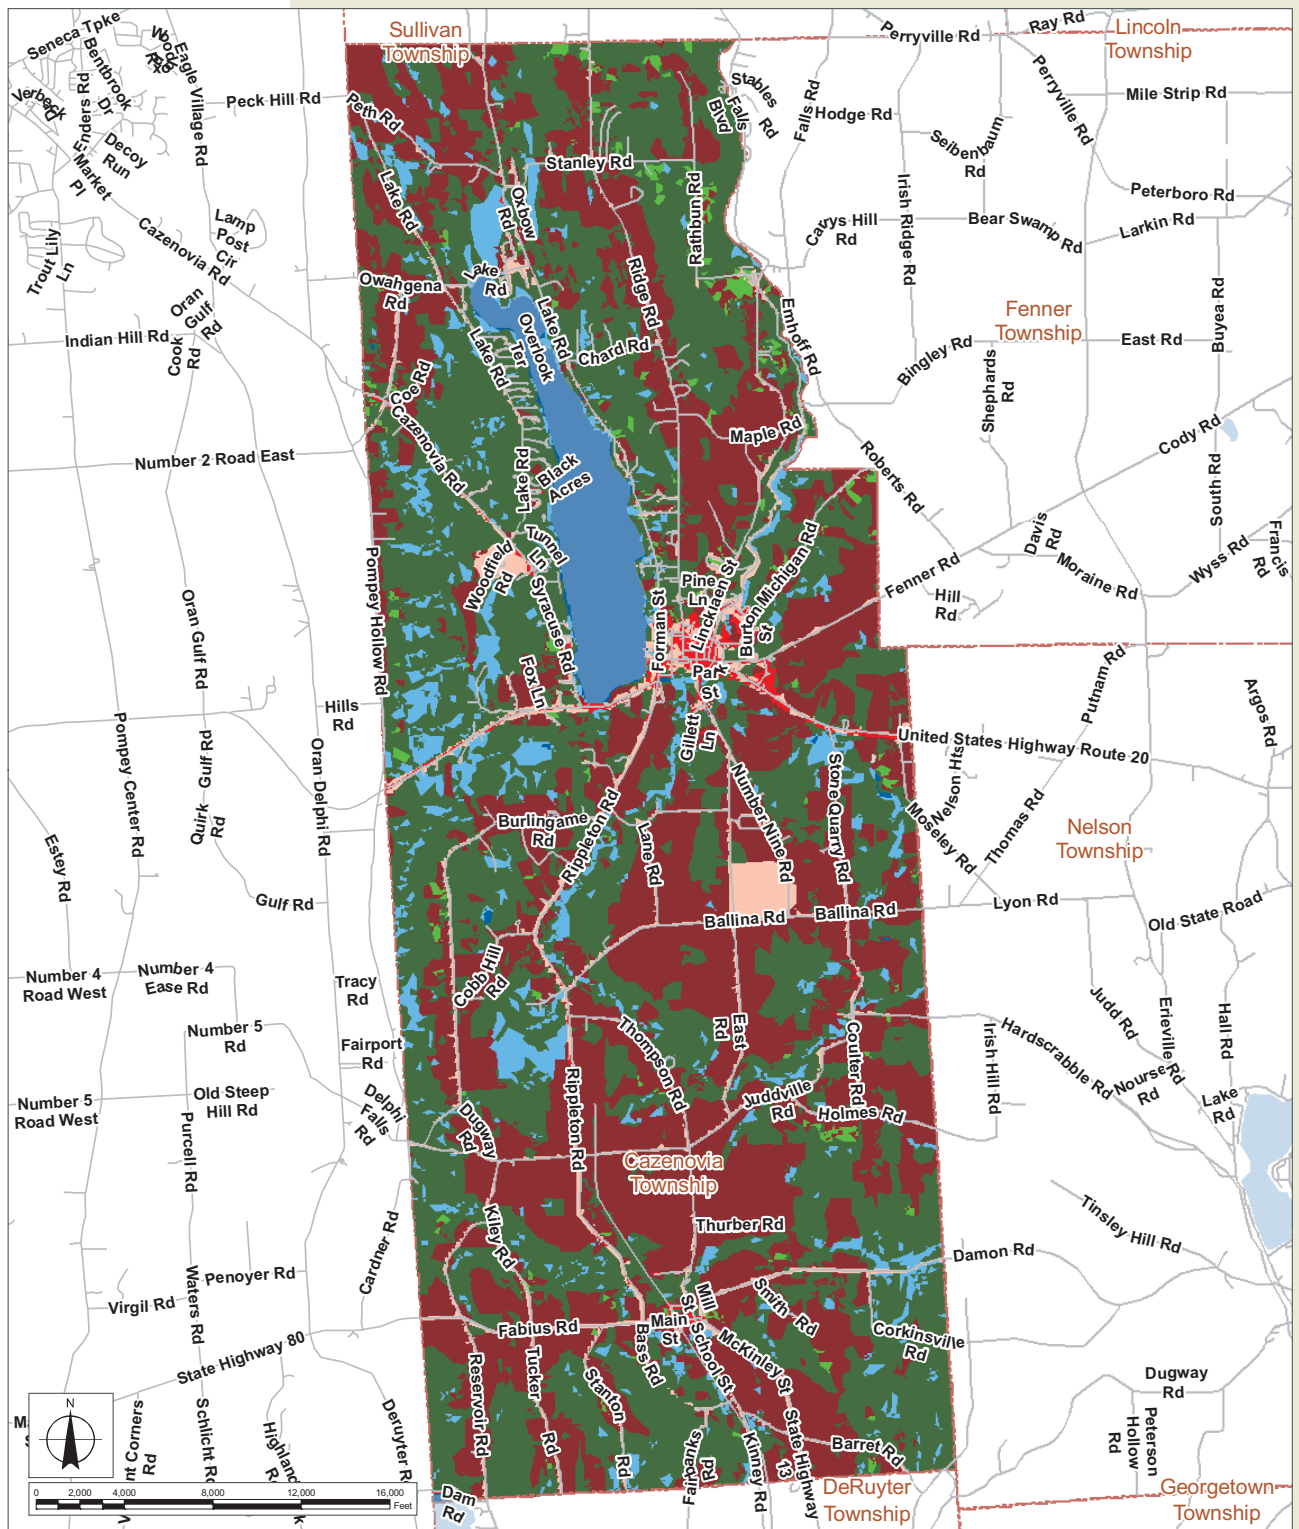 Sullivan
Township
Lincoln
Township
Seneca Tpke
Perryville Rd
Ray Rd
Eagle Village Rd
Bentbrook
Dr
Enders Rd
Verbeck
Peck Hill Rd
Peth Rd
Stables
Rd
Falls
Blvd
Falls Rd
Hodge Rd
Perryville Rd
Mile Strip Rd
Decoy
Run
Market
Pl
Seibenbaum
Rd
Stanley Rd
Lake Rd
Oxbow
Rd
Rathbun Rd
Irish Ridge Rd
Peterboro Rd
Lamp
Post
Cir
Cazenovia Rd
Carys Hill
Rd
Bear Swamp Rd
Larkin Rd
Trout Lily
Ln
Owahgena
Rd
Lake
Rd
Ridge Rd
Oran
Gulf
Rd
Emhoff Rd
Fenner
Township
Buyea Rd
Indian Hill Rd
Cook
Rd
Lake Rd
Overlook
Ter
Lake Rd
Chard Rd
Bingley Rd
East Rd
Shephards
Rd
Coe Rd
Cazenovia Rd
Maple Rd
Cody Rd
Number 2 Road East
Lake Rd
Black
Acres
Roberts Rd
South Rd
Tunnel
Ln
Davis
Rd
Francis
Rd
Pompey Hollow Rd
Woodfield
Rd
Syracuse Rd
Pine
Ln
Lincklaen St
Michigan Rd
Burton
St
Forman St
Fenner Rd
Hill
Rd
Moraine Rd
Wyss Rd
Oran Gulf Rd
Fox Ln
Park
St
Putnam Rd
Argos Rd
Hills
Rd
Pompey Center Rd
Gulf Rd
Oran Delphi Rd
Gillett
Ln
United States Highway Route 20
Nelson Hts
Number Nine Rd
Stone Quarry Rd
Quirk
Rd
Burlingame
Rd
Rippleton Rd
Lane Rd
Moseley Rd
Thomas Rd
Nelson
Township
Estey Rd
Gulf Rd
Ballina Rd
Ballina Rd
Lyon Rd
Old State Road
Number 4
Road West
Number 4
Ease Rd
Tracy
Rd
Cobb Hill
Rd
Number 5
Rd
Fairport
Rd
Thompson Rd
East
Rd
Coulter Rd
Irish Hill Rd
Hardscrabble Rd
Judd Rd
Erieville Rd
Hall Rd
Nourse
Rd
Lake
Rd
Number 5
Road West
Old Steep
Hill Rd
Delphi
Falls
Rd
Purcell Rd
Dugway
Rd
Rippleton Rd
Juddville
Rd
Holmes Rd
Cazenovia
Township
Kiley Rd
Thurber Rd
Tinsley Hill Rd
Cardner Rd
Damon Rd
Penoyer Rd
Waters Rd
Virgil Rd
Mill
St
Smith Rd
Fabius Rd
Main
St
Corkinsville
Rd
State Highway 80
Bass Rd
School St
McKinley St
Reservoir Rd
Tucker
Rd
Stanton
Rd
Dugway
Rd
Deruyter R
Schlicht Rd
Highland
nt Corners
Rd
Peterson
Hollow
Rd
Barret Rd
Fairbanks
Rd
Kinney Rd
State Highway
13
N
0 2,000 4,000 8,000 12,000 16,000
Feet
Dam
Rd
DeRuyter
Township
Georgetown
Township